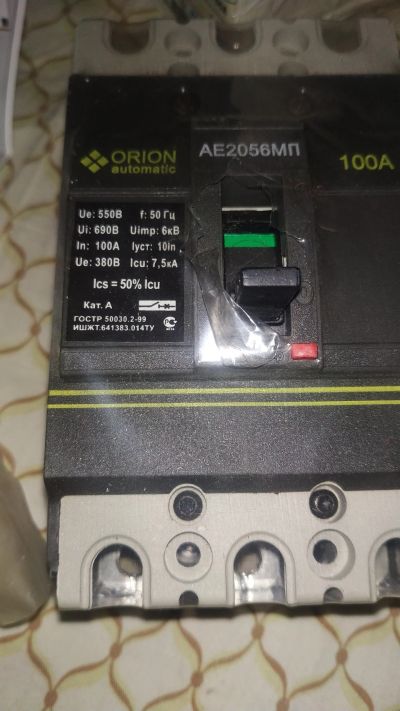 ORION
automatic
АЕ2056МП
100А
Ue: 550В f: 50 Гц
Ui: 690В Uimp: 6кВ
In: 100А Iуст: 10in
Ue: 380В Icu: 7,5кА
Ics = 50% Icu
Кат. А
ГОСТР 50030.2-99
ИШЖТ.641383.014ТУ